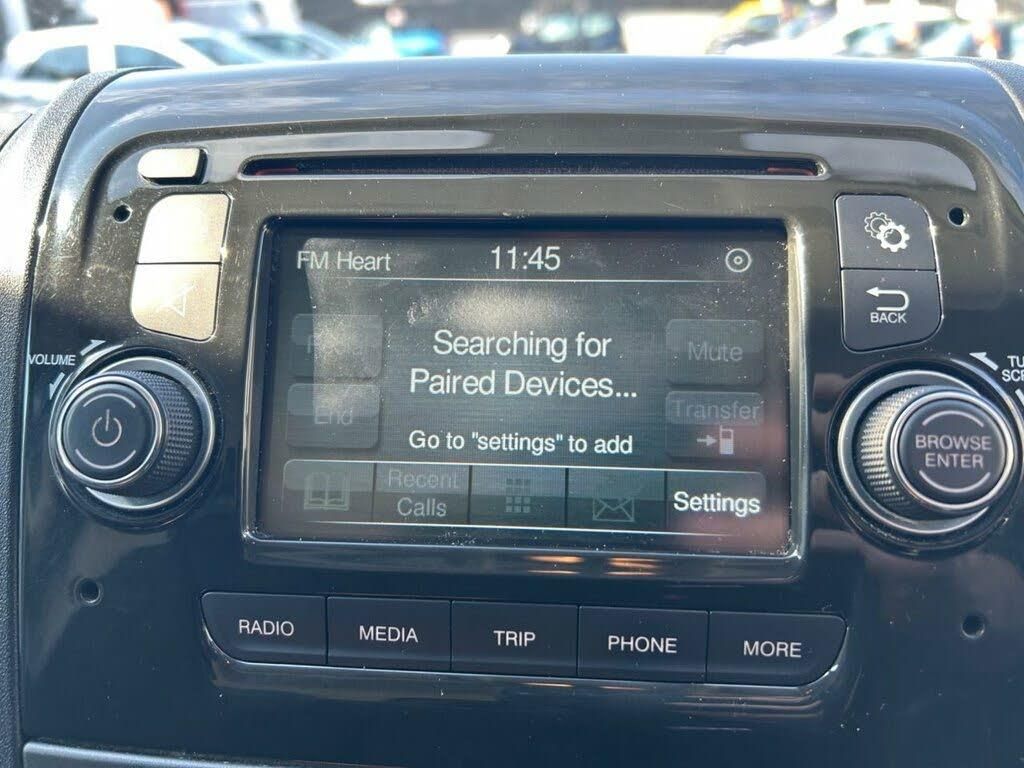 FM Heart
11:45
Searching for
Paired Devices...
Go to "settings" to add
End
Mute
Transfer
Recent
Calls
Settings
VOLUME
BACK
BROWSE
ENTER
RADIO
MEDIA
TRIP
PHONE
MORE